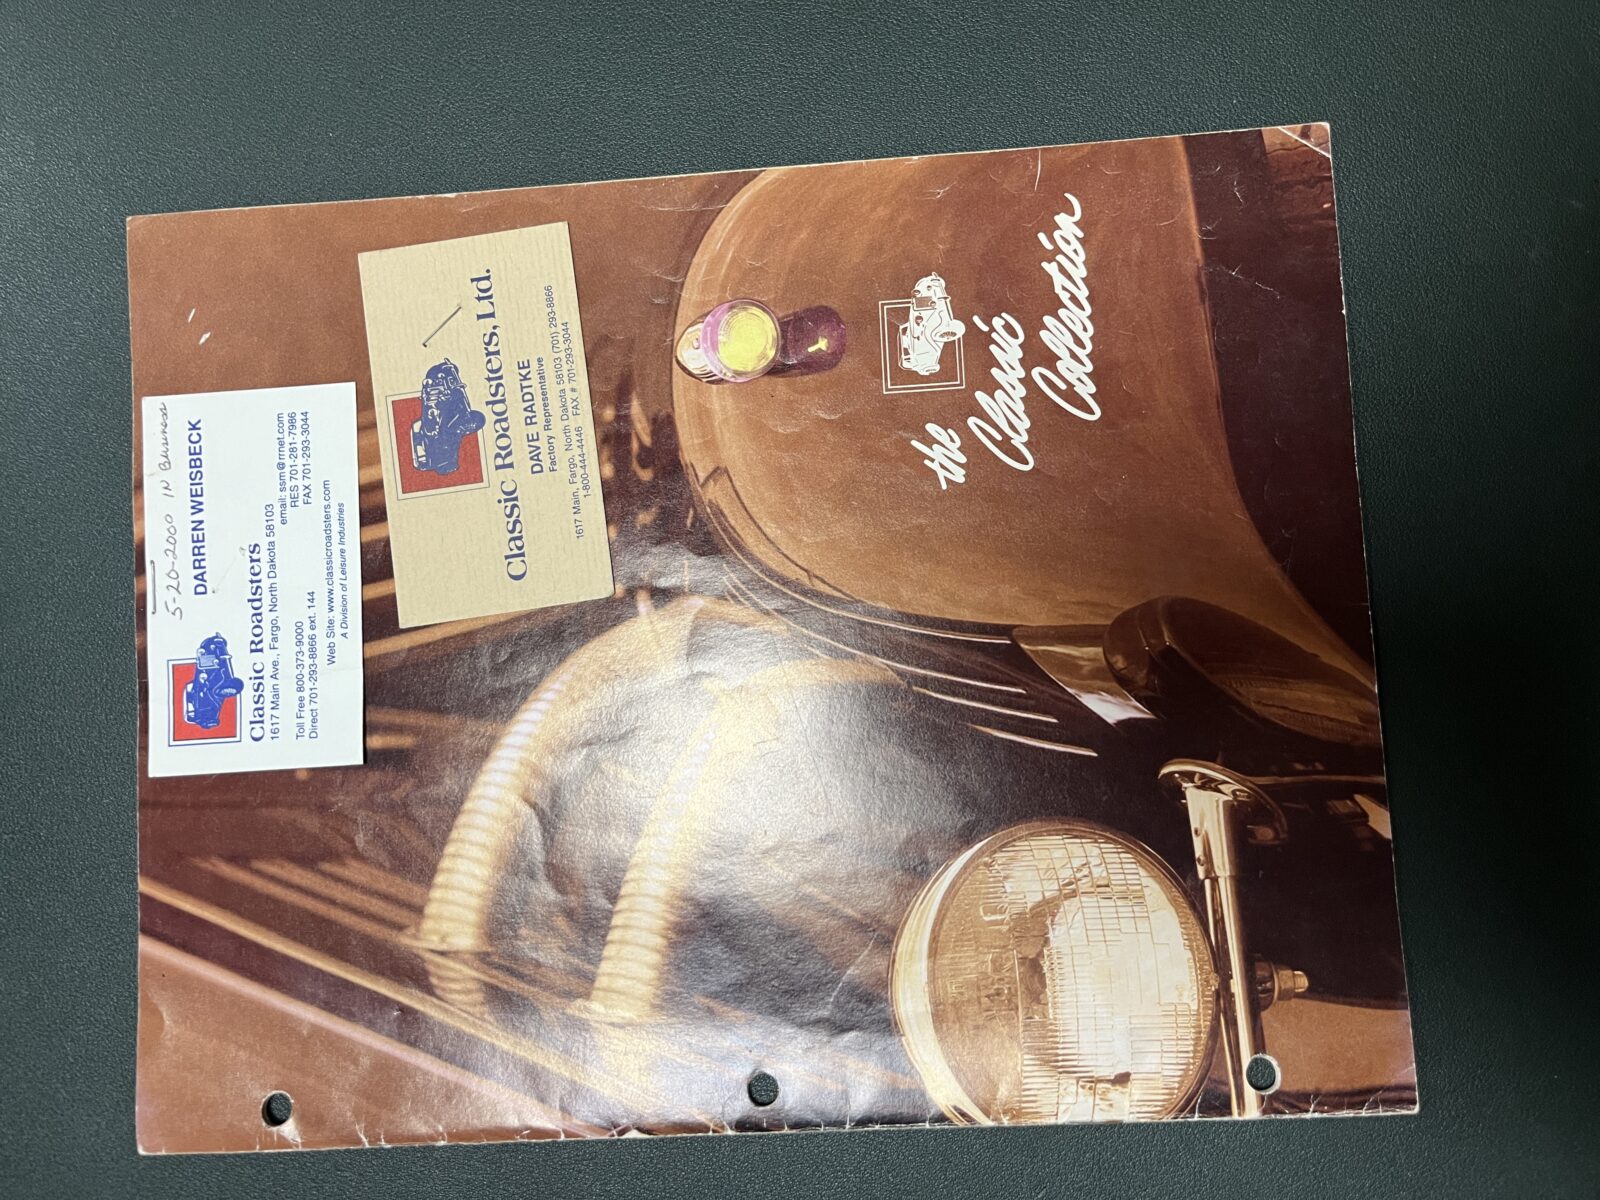 5-20-2000 IN Business
DARREN WEISBECK
Classic Roadsters
1617 Main Ave., Fargo, North Dakota 58103
email: ssm@rrnet.com
Toll Free 800-373-9000 RES 701-281-7986
Direct 701-293-8866 ext. 144 FAX 701-293-3044
Web Site: www.classicroadsters.com
A Division of Leisure Industries
Classic Roadsters, Ltd.
DAVE RADTKE
Factory Representative
1617 Main, Fargo, North Dakota 58103 (701) 293-8866
1-800-444-4446 FAX # 701-293-3044
the
Classic
Collection